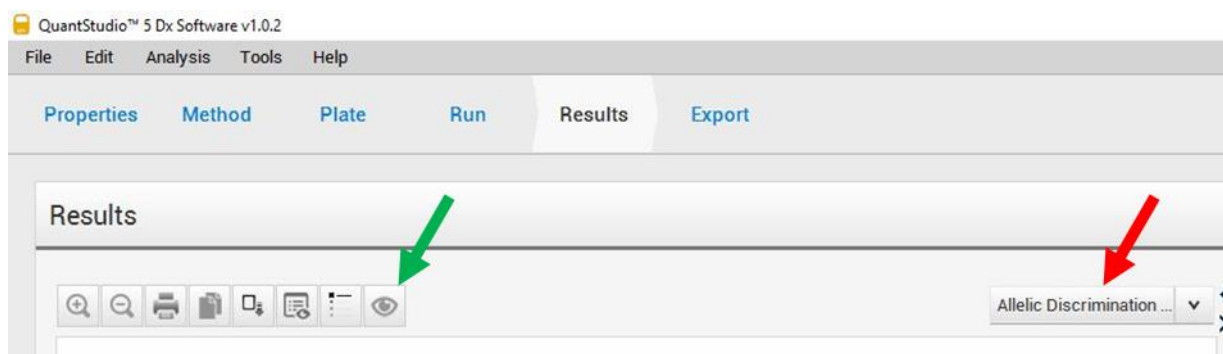 QuantStudio™ 5 Dx Software v1.0.2
File Edit Analysis Tools Help
Properties Method Plate Run Results Export
Results
Allelic Discrimination ...